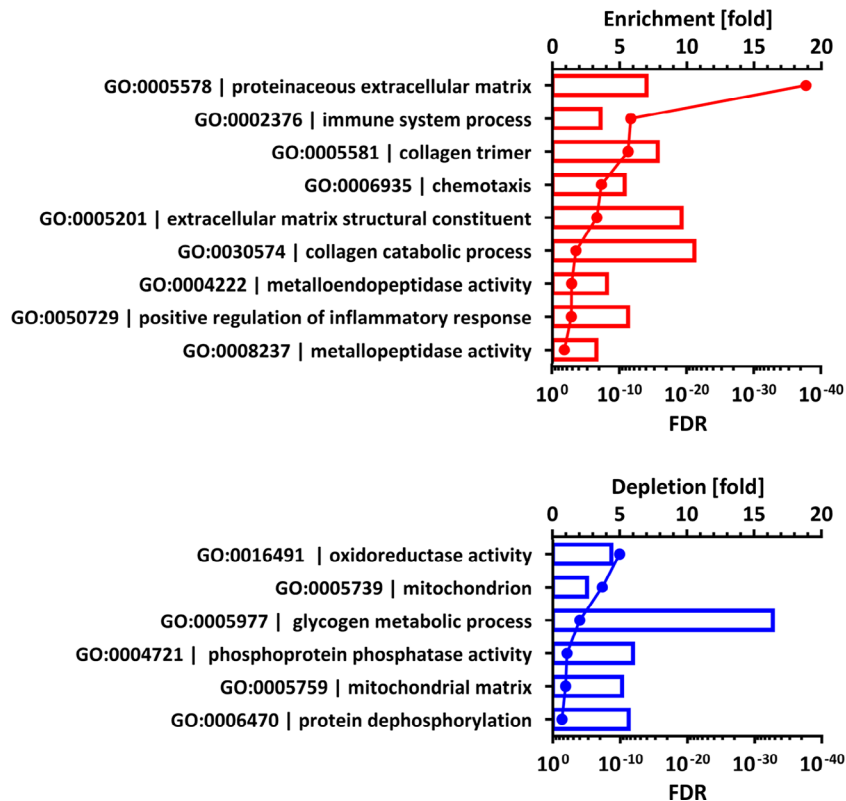 Enrichment [fold]
0 5 10 15 20
GO:0005578 | proteinaceous extracellular matrix
GO:0002376 | immune system process
GO:0005581 | collagen trimer
GO:0006935 | chemotaxis
GO:0005201 | extracellular matrix structural constituent
GO:0030574 | collagen catabolic process
GO:0004222 | metalloendopeptidase activity
GO:0050729 | positive regulation of inflammatory response
GO:0008237 | metallopeptidase activity
10⁰ 10⁻¹⁰ 10⁻²⁰ 10⁻³⁰ 10⁻⁴⁰
FDR
Depletion [fold]
0 5 10 15 20
GO:0016491 | oxidoreductase activity
GO:0005739 | mitochondrion
GO:0005977 | glycogen metabolic process
GO:0004721 | phosphoprotein phosphatase activity
GO:0005759 | mitochondrial matrix
GO:0006470 | protein dephosphorylation
10⁰ 10⁻¹⁰ 10⁻²⁰ 10⁻³⁰ 10⁻⁴⁰
FDR